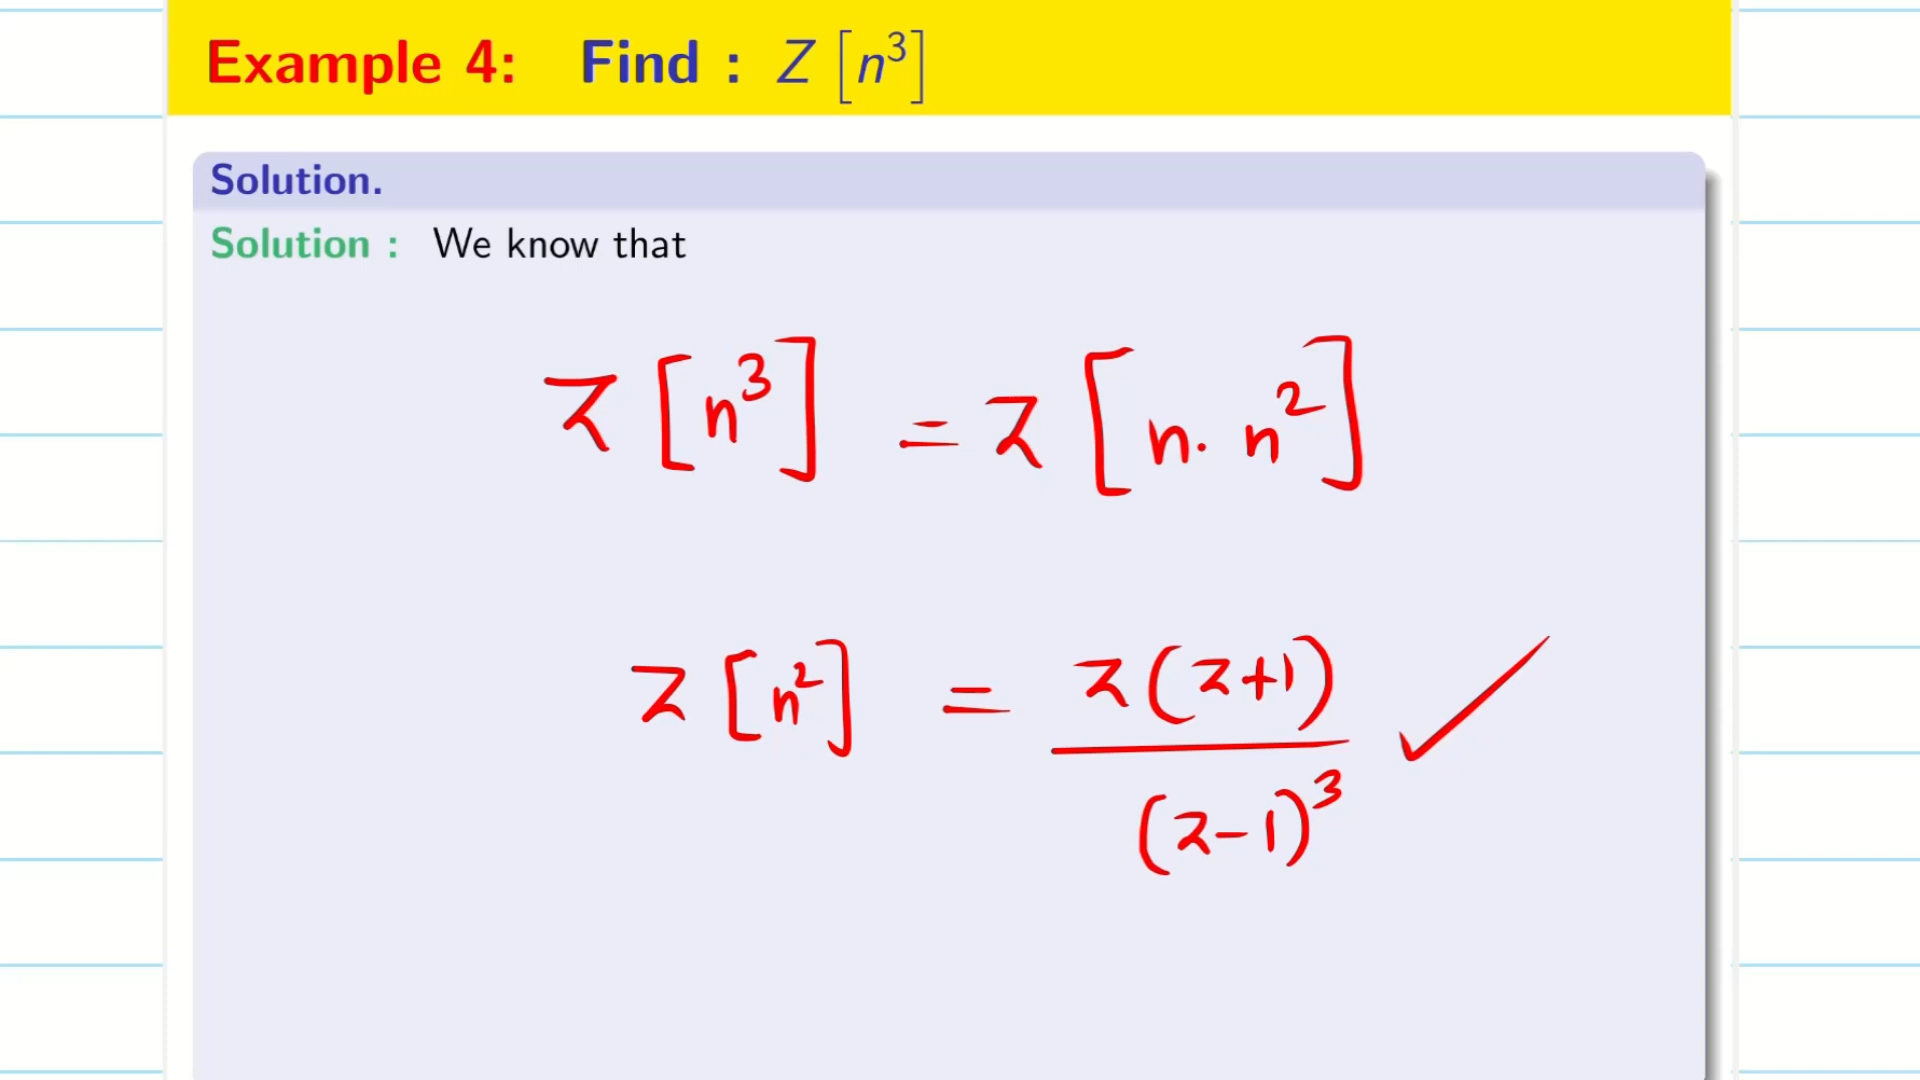 Example 4: Find : Z [n³]
Solution.
Solution : We know that
Z [n³] = Z [n. n²]
Z [n²] = z(z+1)
(z-1)³ ✓